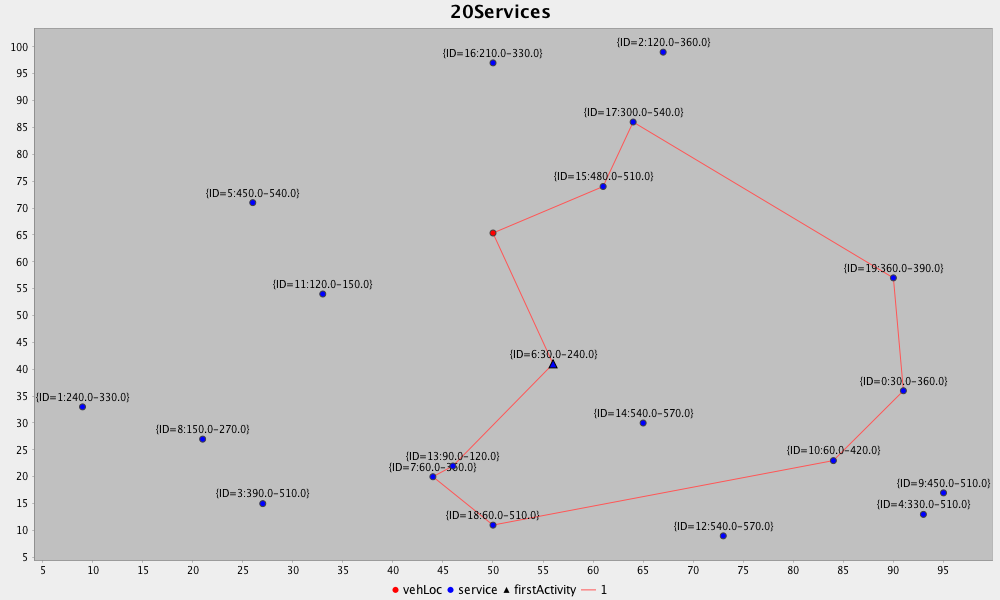 20Services
100
95
90
85
80
75
70
65
60
55
50
45
40
35
30
25
20
15
10
5
{ID=2:120.0–360.0}
{ID=16:210.0–330.0}
{ID=17:300.0–540.0}
{ID=15:480.0–510.0}
{ID=5:450.0–540.0}
{ID=19:360.0–390.0}
{ID=11:120.0–150.0}
{ID=6:30.0–240.0}
{ID=0:30.0–360.0}
{ID=1:240.0–330.0}
{ID=14:540.0–570.0}
{ID=8:150.0–270.0}
{ID=13:90.0–120.0}
{ID=10:60.0–420.0}
{ID=7:60.0–360.0}
{ID=9:450.0–510.0}
{ID=3:390.0–510.0}
{ID=4:330.0–510.0}
{ID=18:60.0–510.0}
{ID=12:540.0–570.0}
5 10 15 20 25 30 35 40 45 50 55 60 65 70 75 80 85 90 95
vehLoc service firstActivity 1